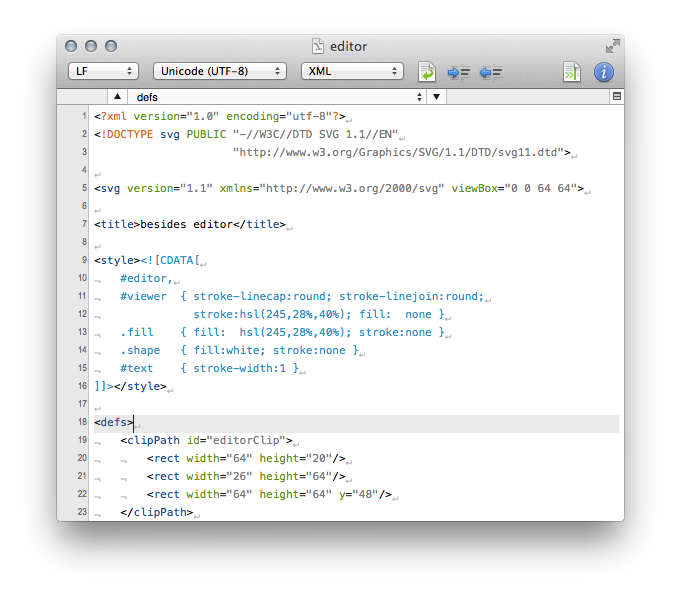 editor
LF Unicode (UTF-8) XML
defs
1 <?xml version="1.0" encoding="utf-8"?>
2 <!DOCTYPE svg PUBLIC "-//W3C//DTD SVG 1.1//EN"
3 "http://www.w3.org/Graphics/SVG/1.1/DTD/svg11.dtd">
4
5 <svg version="1.1" xmlns="http://www.w3.org/2000/svg" viewBox="0 0 64 64">
6
7 <title>besides editor</title>
8
9 <style><![CDATA[
10 #editor,
11 #viewer { stroke-linecap:round; stroke-linejoin:round;
12 stroke:hsl(245,28%,40%); fill: none }
13 .fill { fill: hsl(245,28%,40%); stroke:none }
14 .shape { fill:white; stroke:none }
15 #text { stroke-width:1 }
16 ]]></style>
17
18 <defs>
19 <clipPath id="editorClip">
20 <rect width="64" height="20"/>
21 <rect width="26" height="64"/>
22 <rect width="64" height="64" y="48"/>
23 </clipPath>